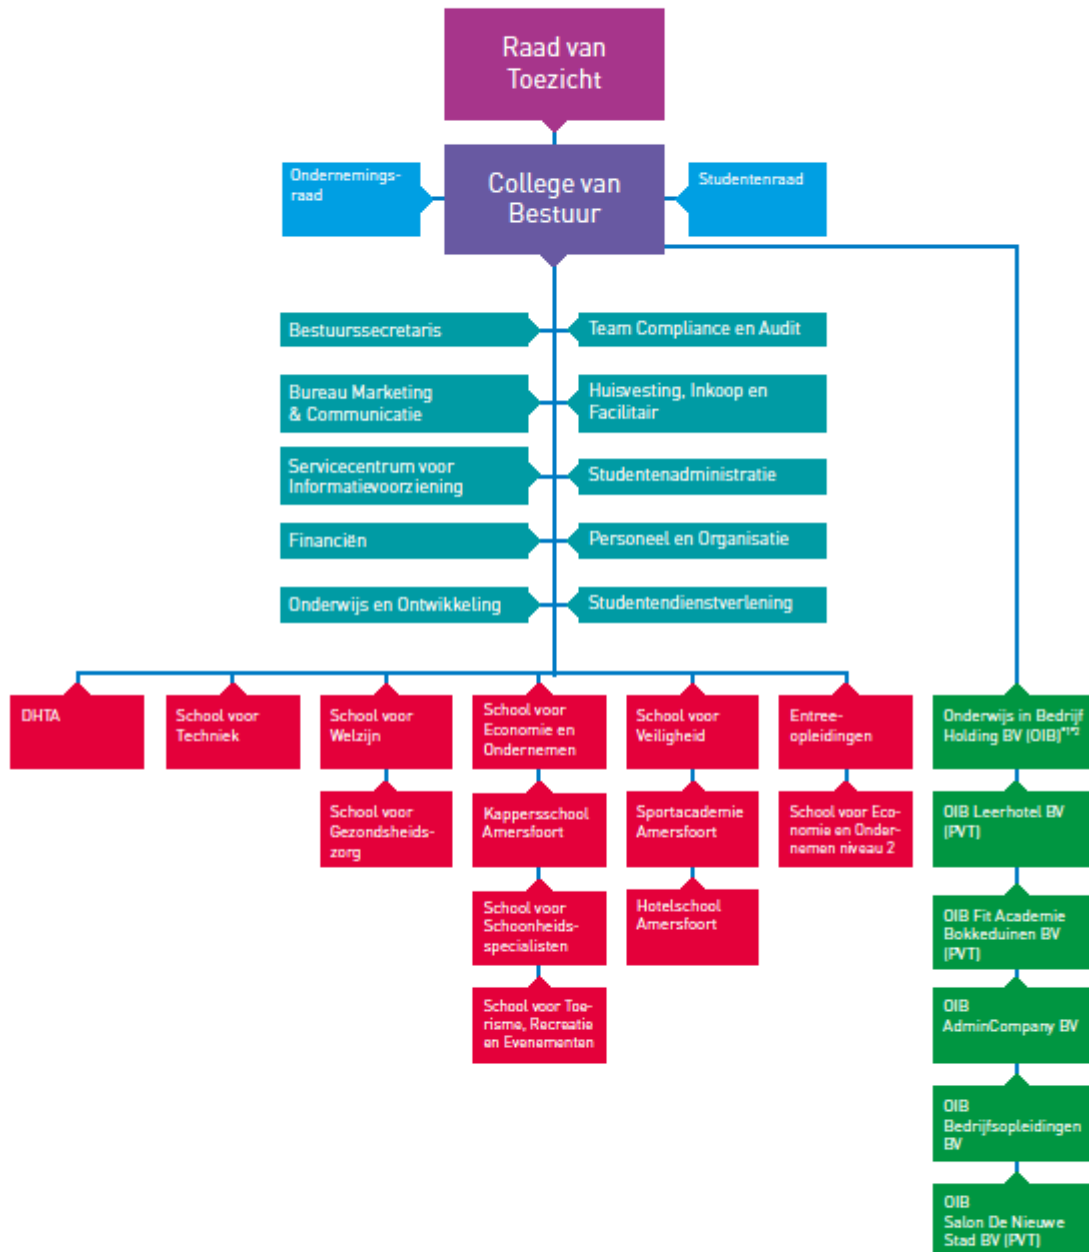 Raad van
Toezicht
Ondernemings-
raad
College van
Bestuur
Studentenraad
Bestuurssecretaris
Team Compliance en Audit
Bureau Marketing
& Communicatie
Huisvesting, Inkoop en
Facilitair
Servicecentrum voor
Informatievoorziening
Studentenadministratie
Financiën
Personeel en Organisatie
Onderwijs en Ontwikkeling
Studentendienstverlening
DHTA
School voor
Techniek
School voor
Welzijn
School voor
Economie en
Ondernemen
School voor
Veiligheid
Entree-
opleidingen
Onderwijs in Bedrijf
Holding BV (OIB)*1*2
School voor
Gezondsheids-
zorg
Kappersschool
Amersfoort
Sportacademie
Amersfoort
School voor Eco-
nomie en Onder-
nemen niveau 2
OIB Leerhotel BV
(PVT)
School voor
Schoonheids-
specialisten
Hotelschool
Amersfoort
OIB Fit Academie
Bokkeduinen BV
(PVT)
School voor Toe-
risme, Recreatie
en Evenementen
OIB
AdminCompany BV
OIB
Bedrijfsopleidingen
BV
OIB
Salon De Nieuwe
Stad BV (PVT)